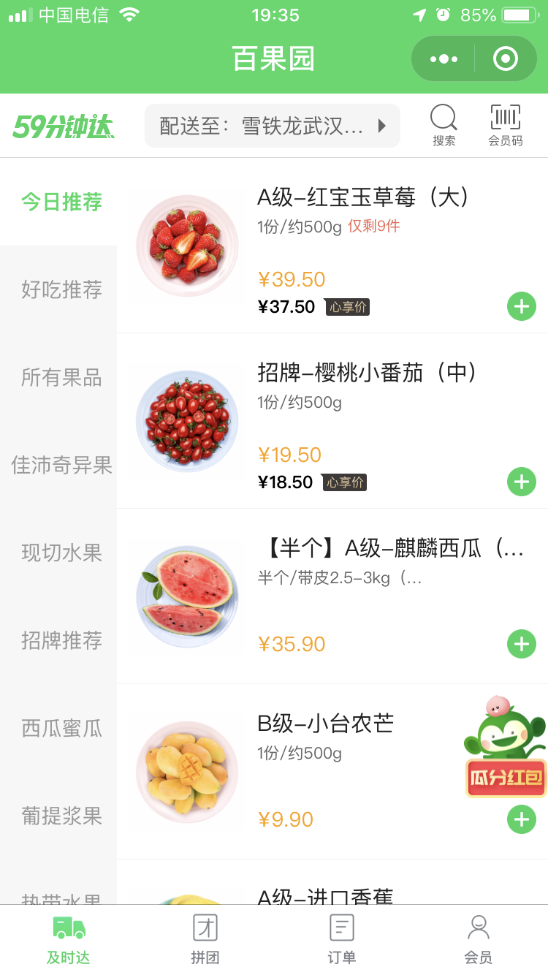 中国电信
19:35
85%
百果园
59分钟达
配送至：雪铁龙武汉...
搜索
会员码
今日推荐
好吃推荐
所有果品
佳沛奇异果
现切水果
招牌推荐
西瓜蜜瓜
葡提浆果
热带水果
A级-红宝玉草莓（大）
1份/约500g 仅剩9件
¥39.50
¥37.50 心享价
招牌-樱桃小番茄（中）
1份/约500g
¥19.50
¥18.50 心享价
【半个】A级-麒麟西瓜（...
半个/带皮2.5-3kg（...
¥35.90
B级-小台农芒
1份/约500g
¥9.90
瓜分红包
A级-进口香蕉
及时达
拼团
订单
会员